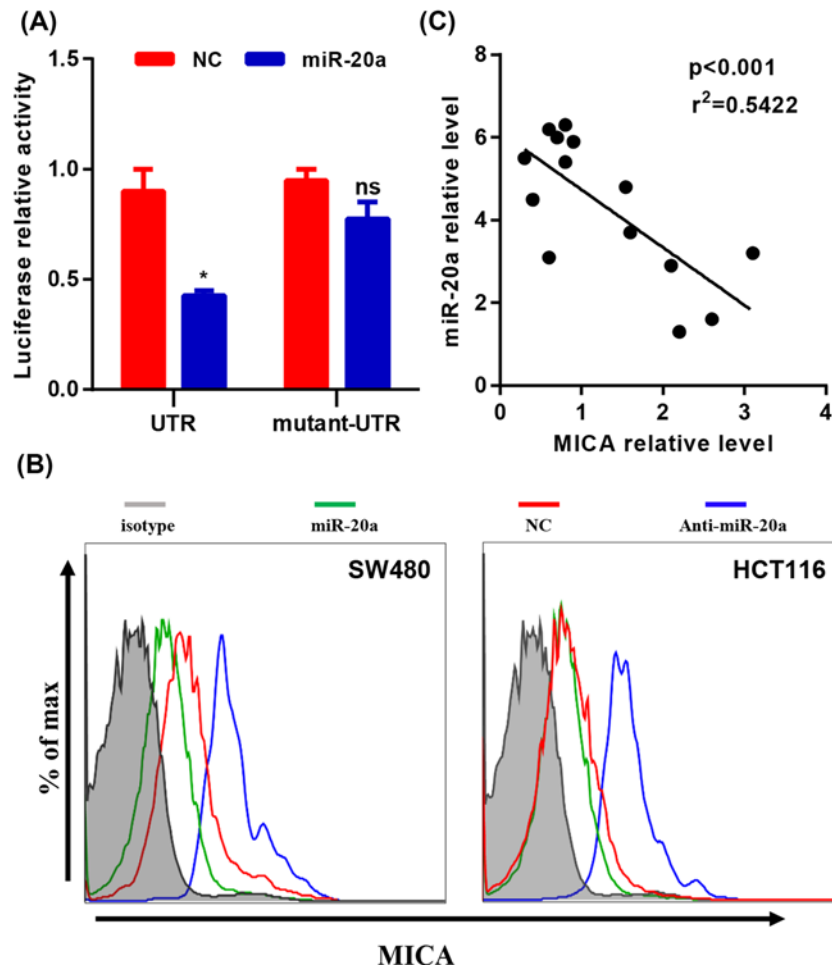 (A)
NC miR-20a
Luciferase relative activity
1.5
1.0
0.5
0.0
*
ns
UTR mutant-UTR
(C)
p<0.001
r²=0.5422
miR-20a relative level
8
6
4
2
0
0 1 2 3 4
MICA relative level
(B)
isotype miR-20a NC Anti-miR-20a
SW480 HCT116
% of max
MICA